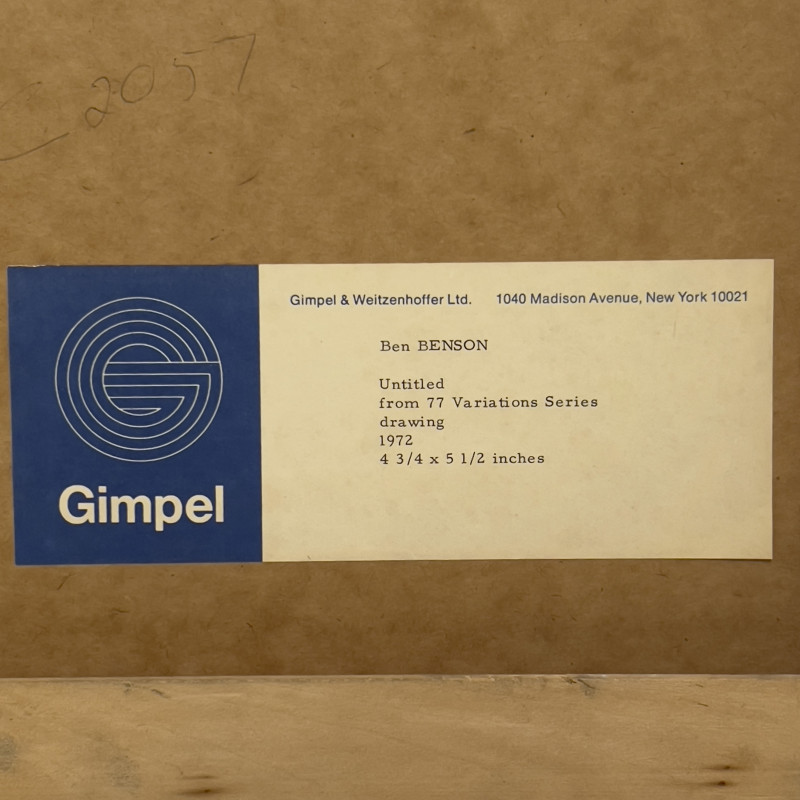 2057
Gimpel & Weitzenhoffer Ltd. 1040 Madison Avenue, New York 10021
Ben BENSON
Untitled
from 77 Variations Series
drawing
1972
4 3/4 x 5 1/2 inches
Gimpel